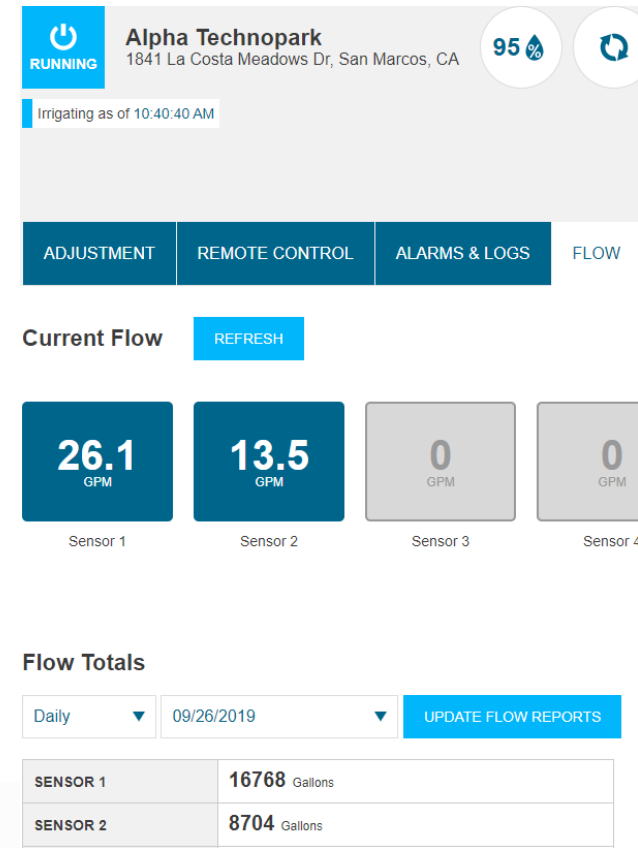 RUNNING
Alpha Technopark
1841 La Costa Meadows Dr, San Marcos, CA
95 %
Irrigating as of 10:40:40 AM
ADJUSTMENT
REMOTE CONTROL
ALARMS & LOGS
FLOW
Current Flow
REFRESH
26.1
GPM
Sensor 1
13.5
GPM
Sensor 2
0
GPM
Sensor 3
0
GPM
Sensor 4
Flow Totals
Daily
09/26/2019
UPDATE FLOW REPORTS
SENSOR 1 16768 Gallons
SENSOR 2 8704 Gallons